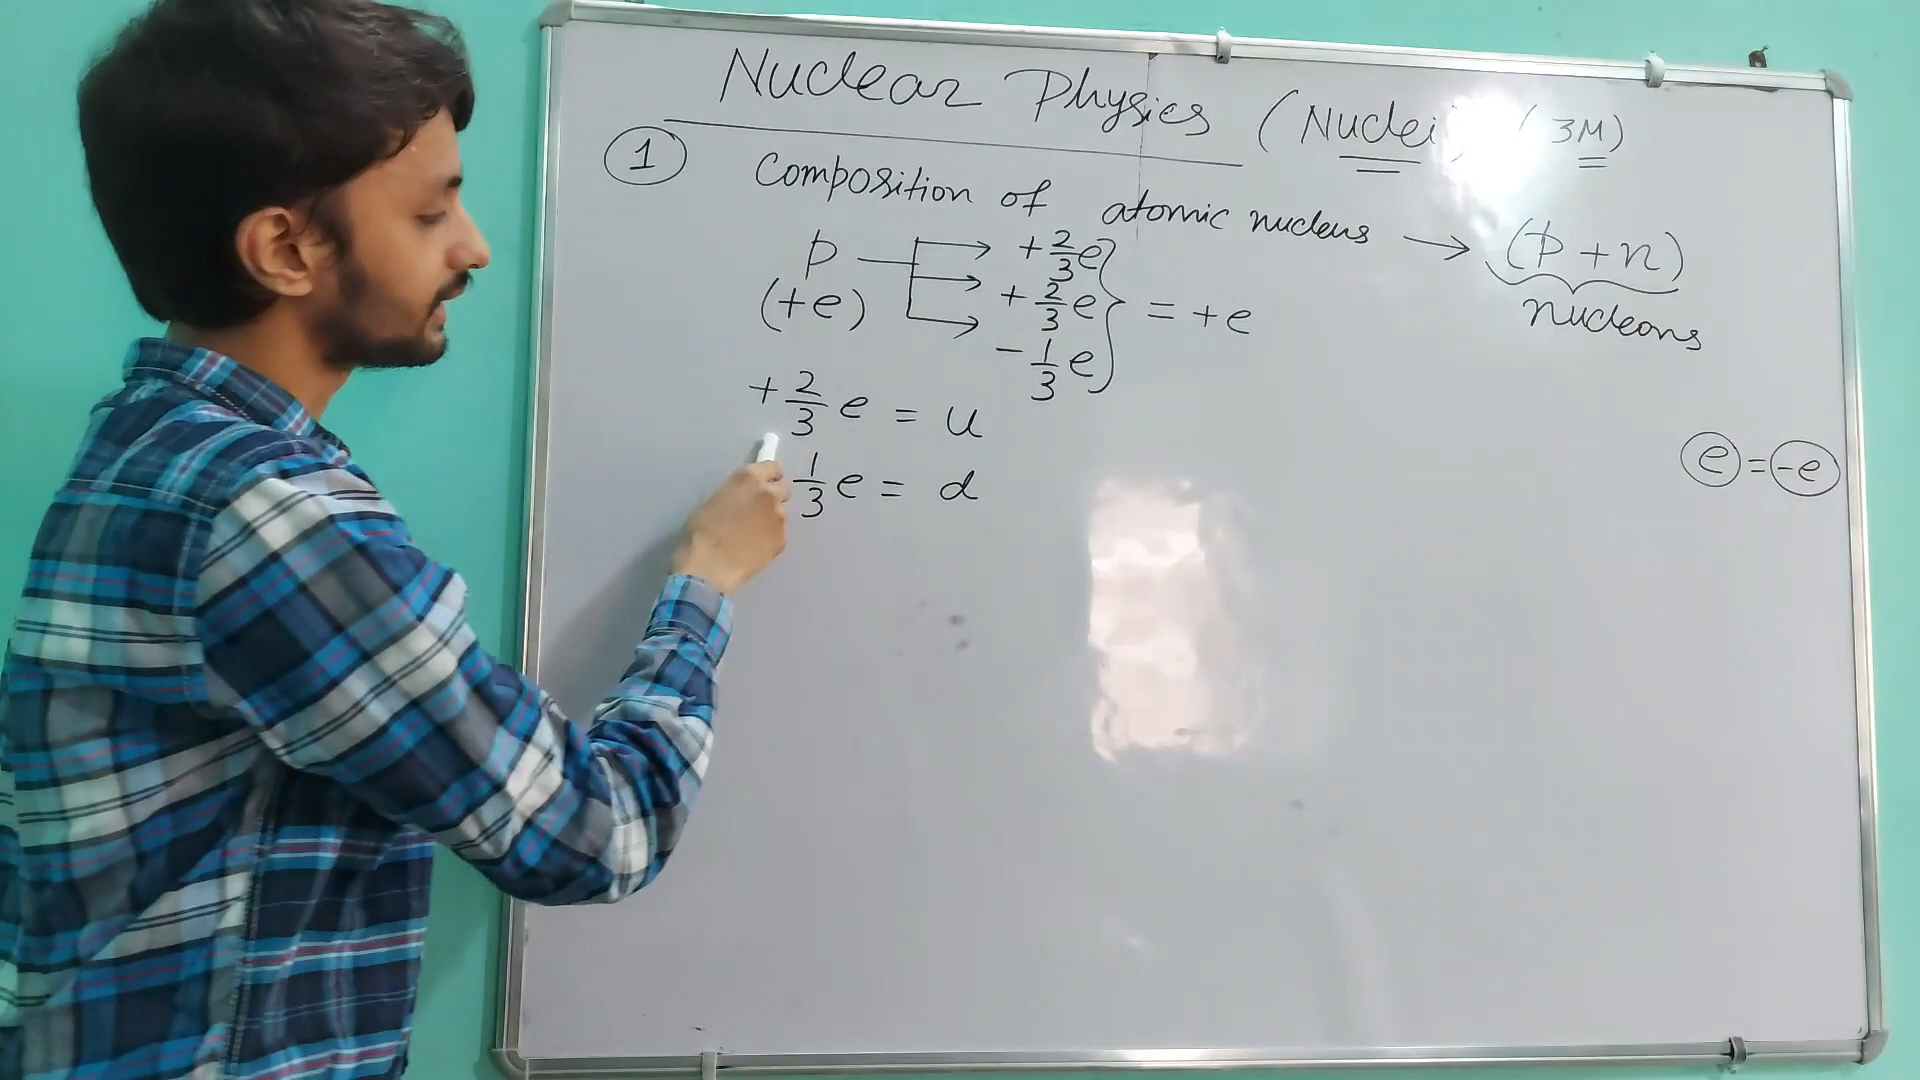 Nuclear Physics (Nuclei) (3M)
① Composition of atomic nucleus → (p + n)
nucleons
p → +2/3 e
(+e) → +2/3 e } = +e
→ -1/3 e
+2/3 e = u
1/3 e = d
e = -e